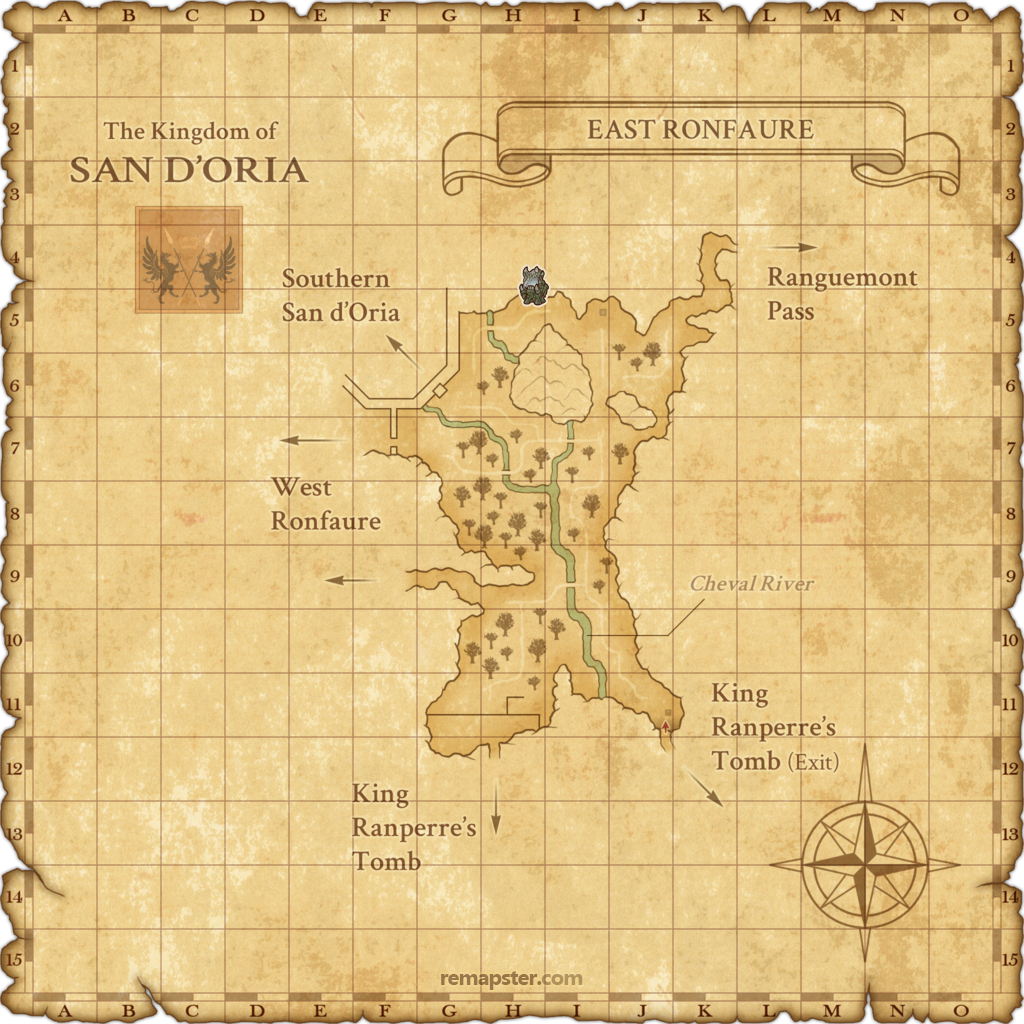 A B C D E F G H I J K L M N O
1 1
2 2
The Kingdom of
SAN D'ORIA
EAST RONFAURE
3 3
4 4
Southern
San d'Oria
Ranguemont
Pass
5 5
6 6
7 7
West
Ronfaure
8 8
9 9
Cheval River
10 10
King
Ranperre's
Tomb (Exit)
11 11
12 12
King
Ranperre's
Tomb
13 13
14 14
15 15
remapster.com
A B C D E F G H I J K L M N O